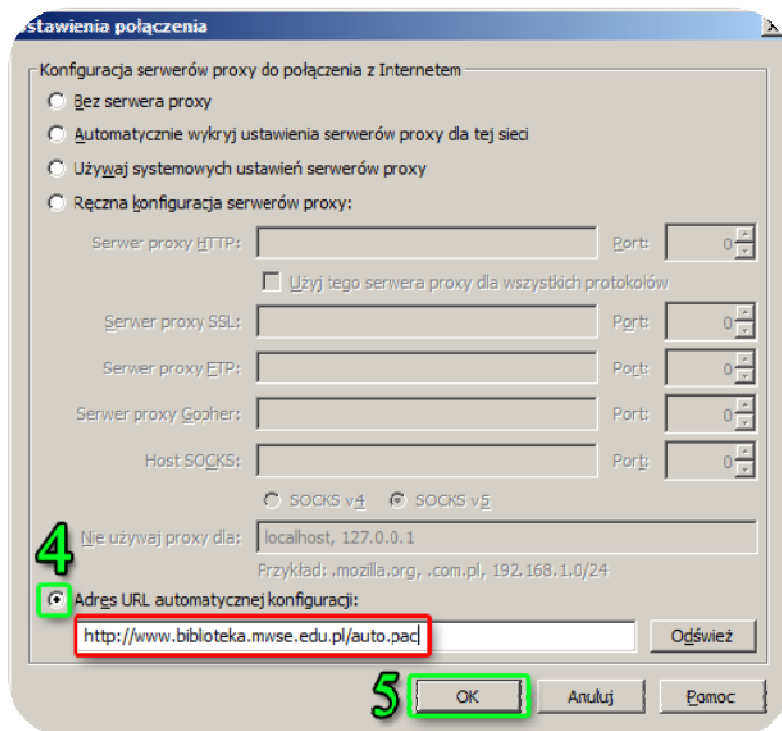 stawienia połączenia
Konfiguracja serwerów proxy do połączenia z Internetem
Bez serwera proxy
Automatycznie wykryj ustawienia serwerów proxy dla tej sieci
Używaj systemowych ustawień serwerów proxy
Ręczna konfiguracja serwerów proxy:
Serwer proxy HTTP: Port: 0
Użyj tego serwera proxy dla wszystkich protokołów
Serwer proxy SSL: Port: 0
Serwer proxy FTP: Port: 0
Serwer proxy Gopher: Port: 0
Host SOCKS: Port: 0
SOCKS v4 SOCKS v5
Nie używaj proxy dla: localhost, 127.0.0.1
Przykład: .mozilla.org, .com.pl, 192.168.1.0/24
4
Adres URL automatycznej konfiguracji:
http://www.biblioteka.mwse.edu.pl/auto.pac Odśwież
5 OK Anuluj Pomoc